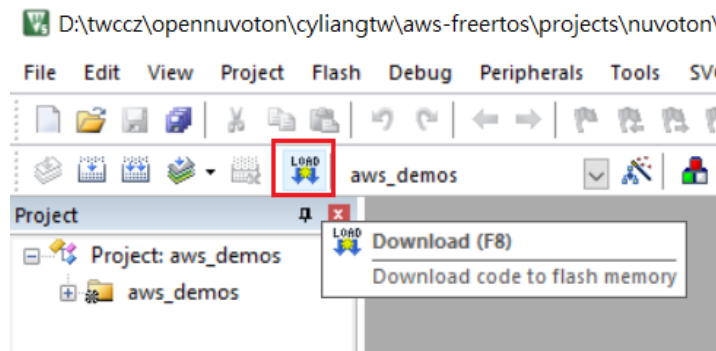 D:\twccz\opennuvoton\cyliangtw\aws-freertos\projects\nuvoton\
File Edit View Project Flash Debug Peripherals Tools SVC
LOAD aws_demos
Project
LOAD Download (F8)
Project: aws_demos
Download code to flash memory
aws_demos